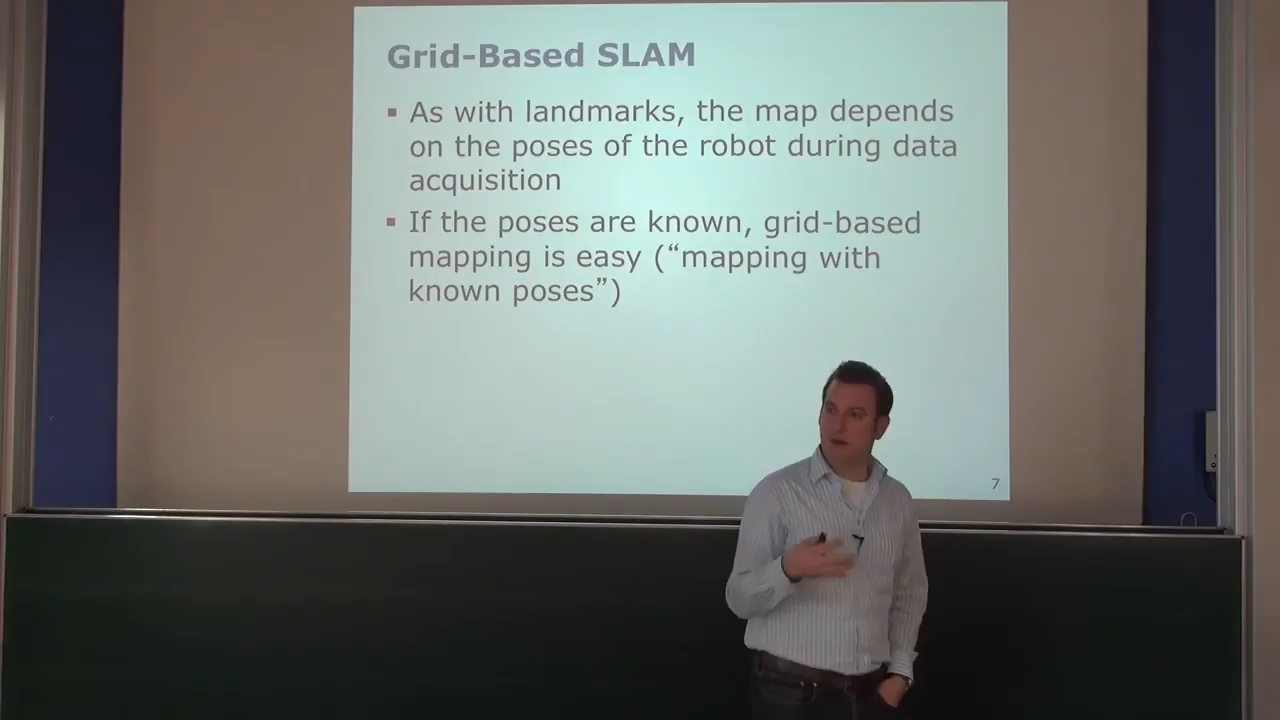 Grid-Based SLAM
▪ As with landmarks, the map depends
on the poses of the robot during data
acquisition
▪ If the poses are known, grid-based
mapping is easy (“mapping with
known poses”)
7